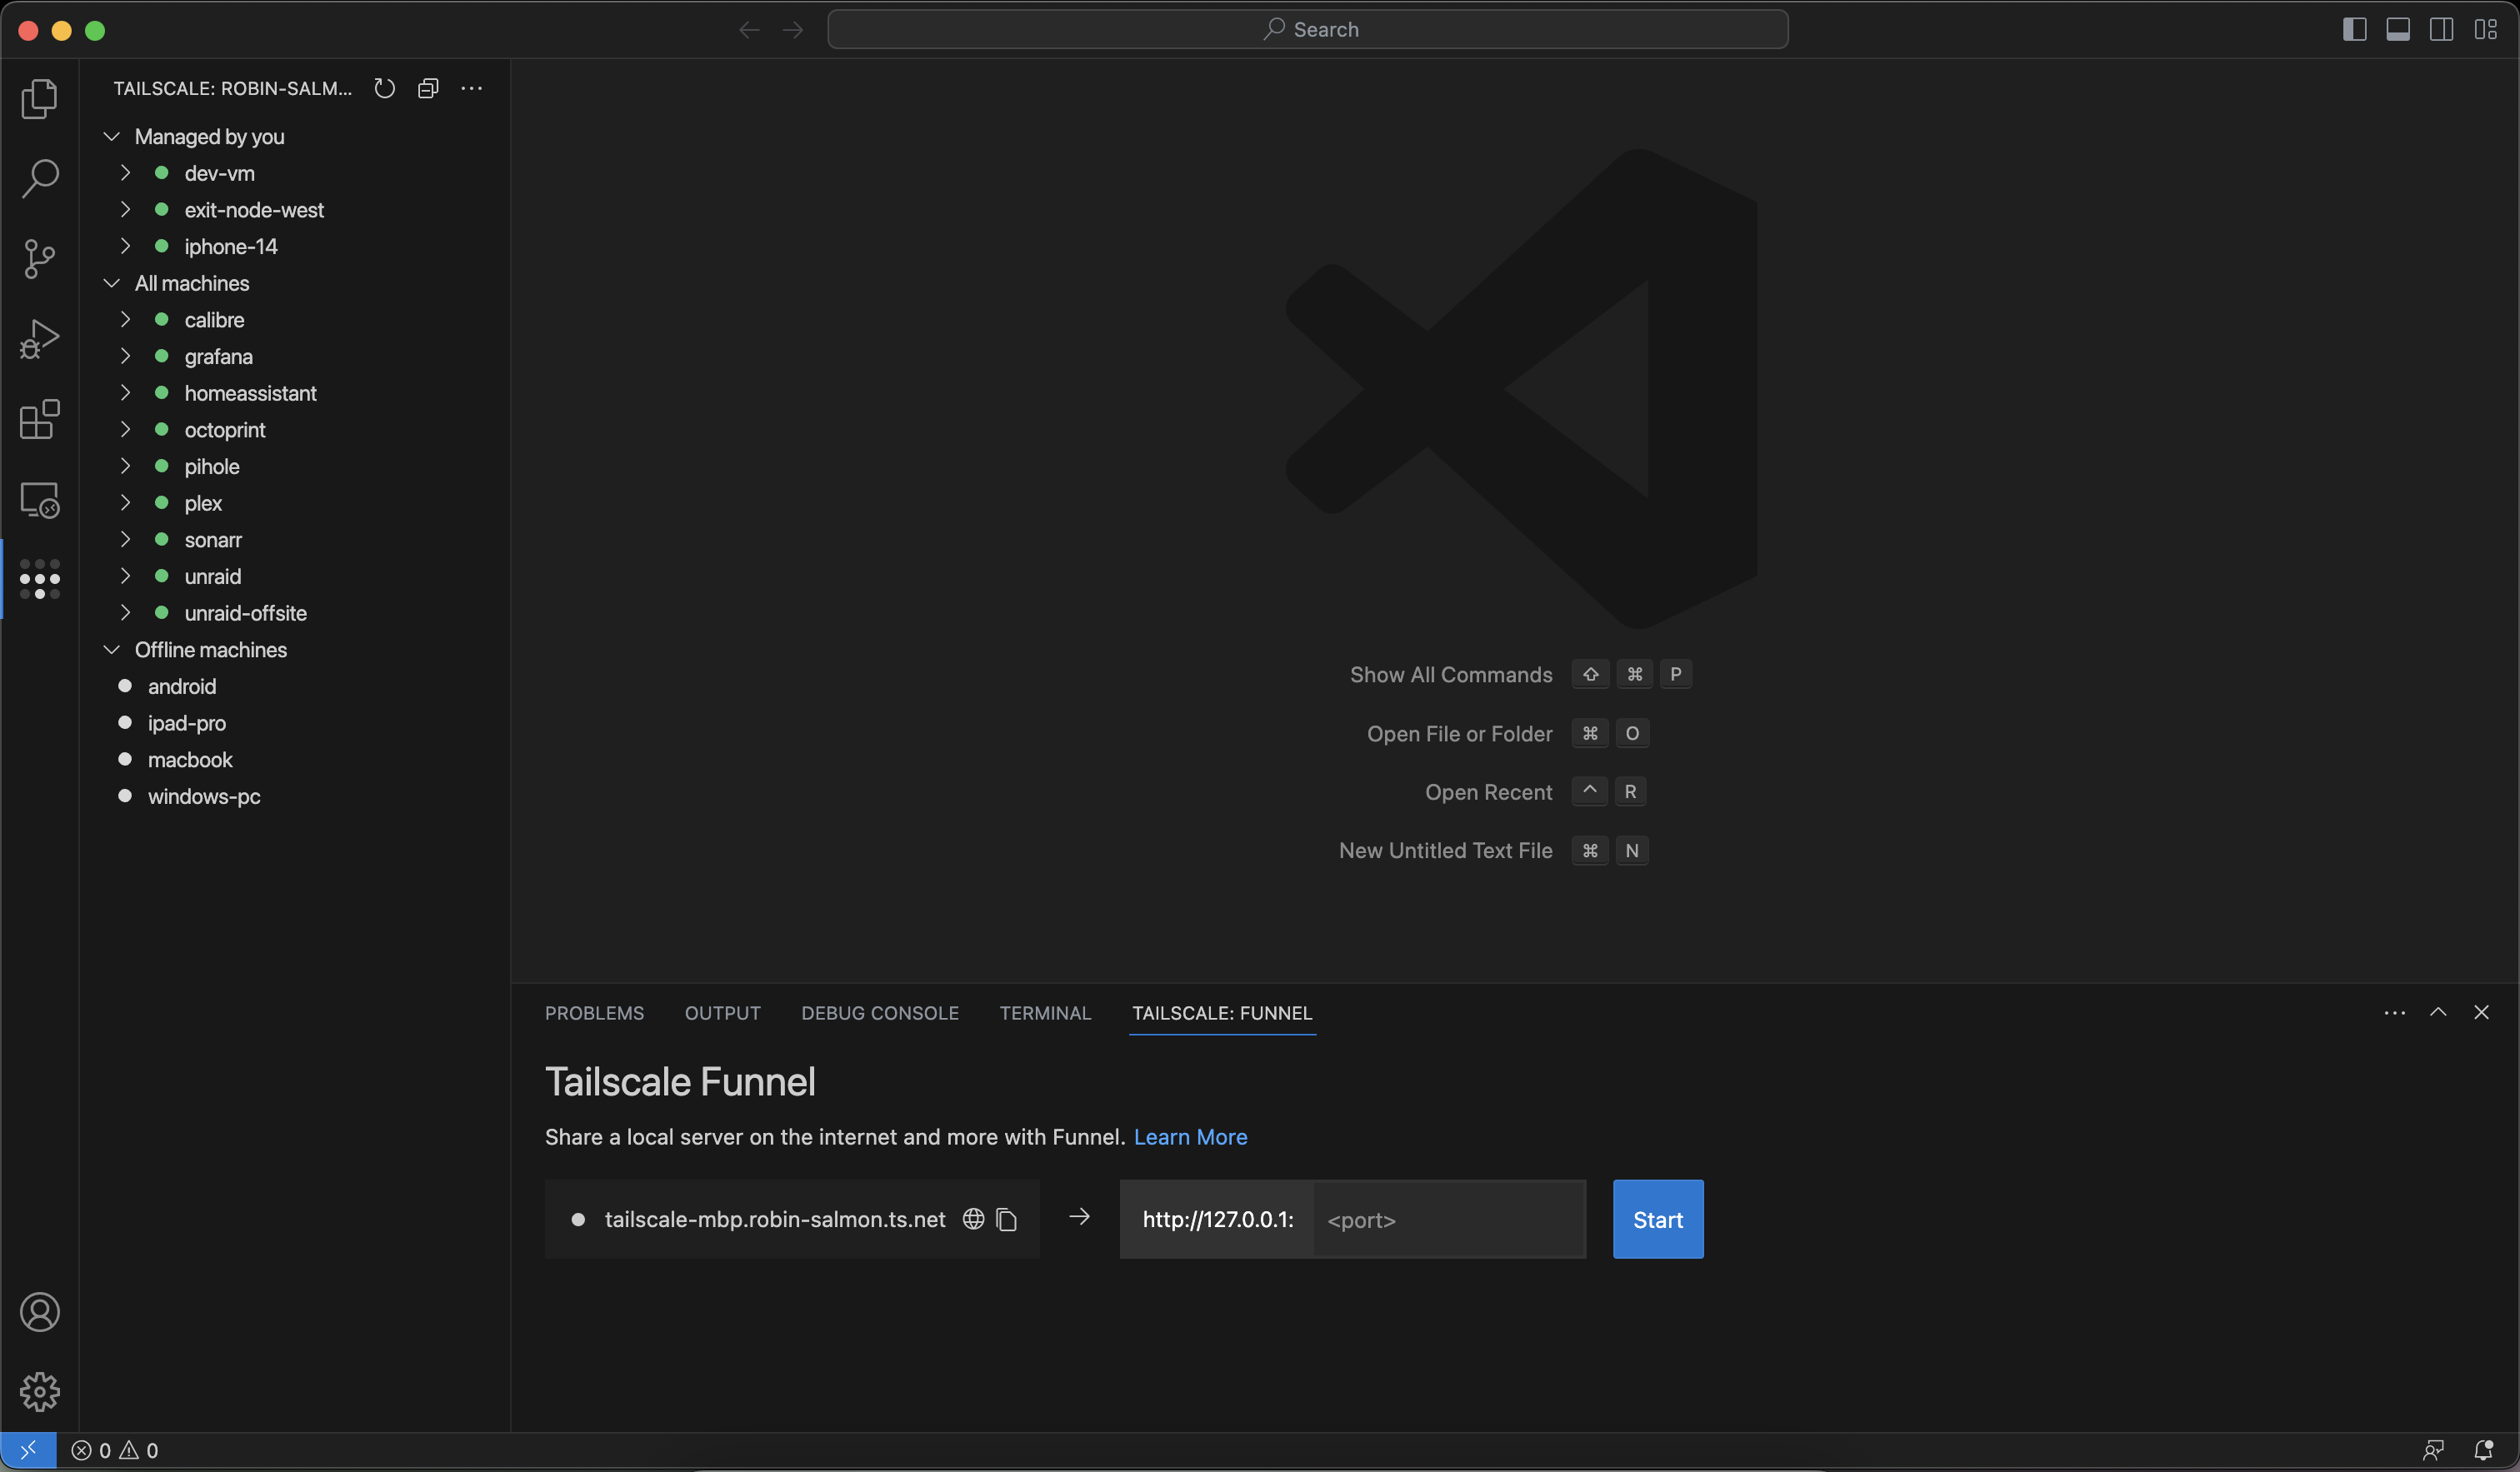 Search
TAILSCALE: ROBIN-SALM...
Managed by you
dev-vm
exit-node-west
iphone-14
All machines
calibre
grafana
homeassistant
octoprint
pihole
plex
sonarr
unraid
unraid-offsite
Offline machines
android
ipad-pro
macbook
windows-pc
Show All Commands ⇧ ⌘ P
Open File or Folder ⌘ O
Open Recent ^ R
New Untitled Text File ⌘ N
PROBLEMS OUTPUT DEBUG CONSOLE TERMINAL TAILSCALE: FUNNEL
Tailscale Funnel
Share a local server on the internet and more with Funnel. Learn More
tailscale-mbp.robin-salmon.ts.net → http://127.0.0.1: <port> Start
0 0